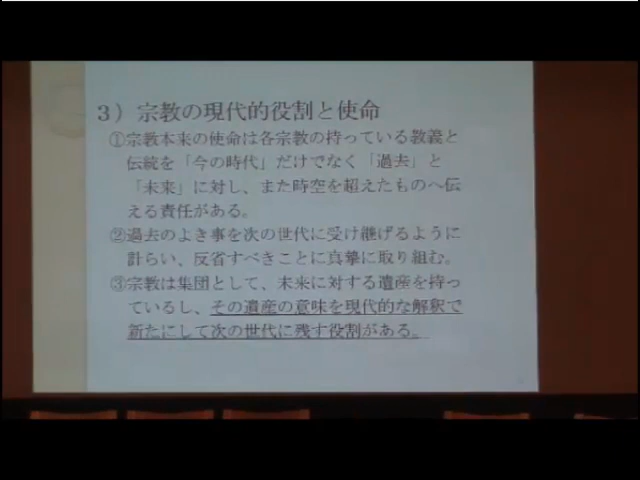 3）宗教の現代的役割と使命
①宗教本来の使命は各宗教の持っている教義と
伝統を「今の時代」だけでなく「過去」と
「未来」に対し、また時空を超えたものへ伝
える責任がある。
②過去のよき事を次の世代に受け継げるように
計らい、反省すべきことに真摯に取り組む。
③宗教は集団として、未来に対する遺産を持っ
ているし、その遺産の意味を現代的な解釈で
新たにして次の世代に残す役割がある。